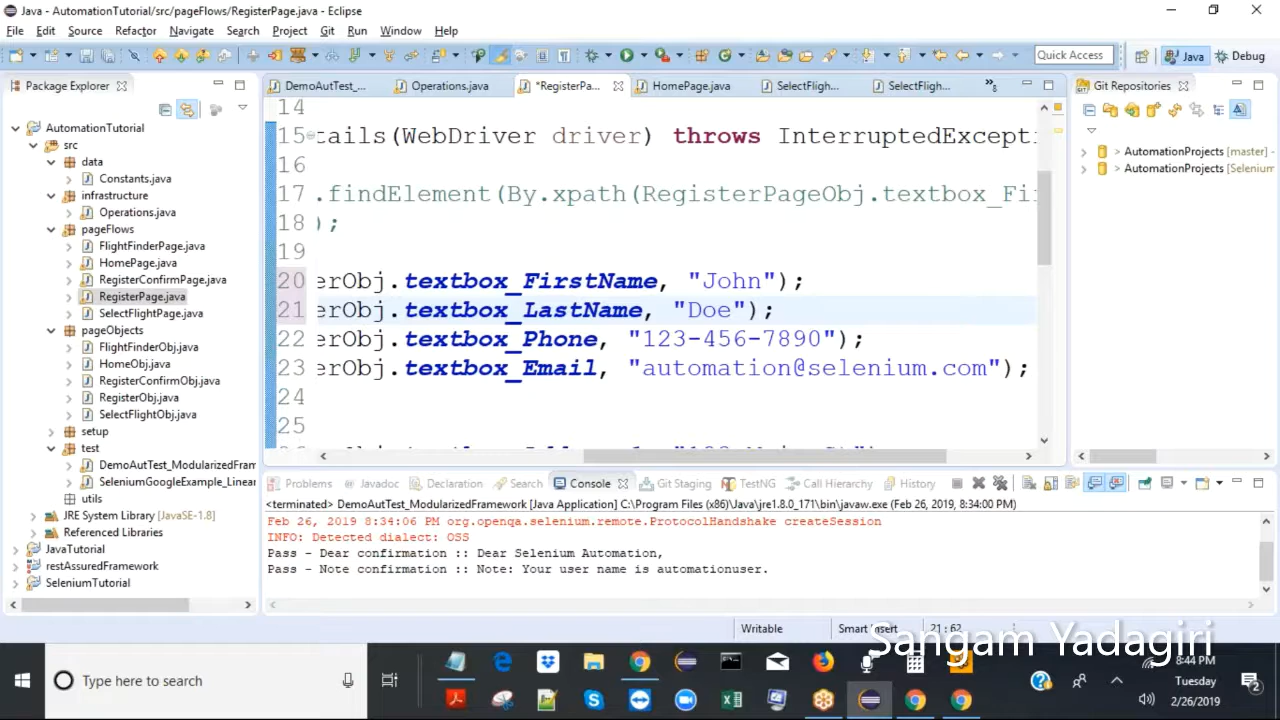 Java - AutomationTutorial/src/pageFlows/RegisterPage.java - Eclipse
File Edit Source Refactor Navigate Search Project Git Run Window Help
Quick Access
Java
Debug
Package Explorer
DemoAutTest_...
Operations.java
*RegisterPa...
HomePage.java
SelectFligh...
SelectFligh...
Git Repositories
AutomationTutorial
src
data
Constants.java
infrastructure
Operations.java
pageFlows
FlightFinderPage.java
HomePage.java
RegisterConfirmPage.java
RegisterPage.java
SelectFlightPage.java
pageObjects
FlightFinderObj.java
HomeObj.java
RegisterConfirmObj.java
RegisterObj.java
SelectFlightObj.java
setup
test
DemoAutTest_ModularizedFram
SeleniumGoogleExample_Linear
utils
JRE System Library [JavaSE-1.8]
Referenced Libraries
JavaTutorial
restAssuredFramework
SeleniumTutorial
14
15 tails(WebDriver driver) throws InterruptedExcepti
16
17 .findElement(By.xpath(RegisterPageObj.textbox_Fi
18 );
19
20 erObj.textbox_FirstName, "John");
21 erObj.textbox_LastName, "Doe");
22 erObj.textbox_Phone, "123-456-7890");
23 erObj.textbox_Email, "automation@selenium.com");
24
25
AutomationProjects [master] -
AutomationProjects [Selenium
Problems Javadoc Declaration Search Console Git Staging TestNG Call Hierarchy History
<terminated> DemoAutTest_ModularizedFramework [Java Application] C:\Program Files (x86)\Java\jre1.8.0_171\bin\javaw.exe (Feb 26, 2019, 8:34:00 PM)
Feb 26, 2019 8:34:06 PM org.openqa.selenium.remote.ProtocolHandshake createSession
INFO: Detected dialect: OSS
Pass - Dear confirmation :: Dear Selenium Automation,
Pass - Note confirmation :: Note: Your user name is automationuser.
Writable
Smart Insert
21 : 62
Sangam Yadagiri
Type here to search
8:44 PM
Tuesday
2/26/2019
2